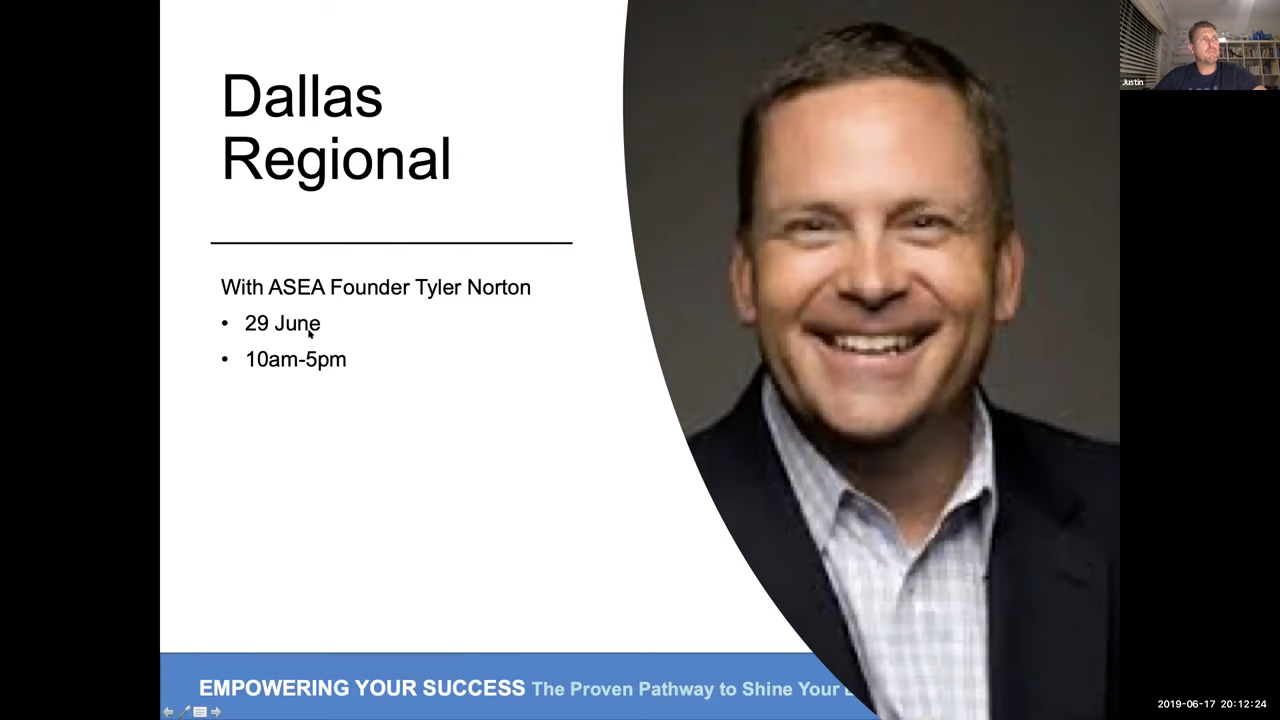 Dallas
Regional
With ASEA Founder Tyler Norton
• 29 June
• 10am-5pm
EMPOWERING YOUR SUCCESS The Proven Pathway to Shine Your
Justin
2019-06-17 20:12:24